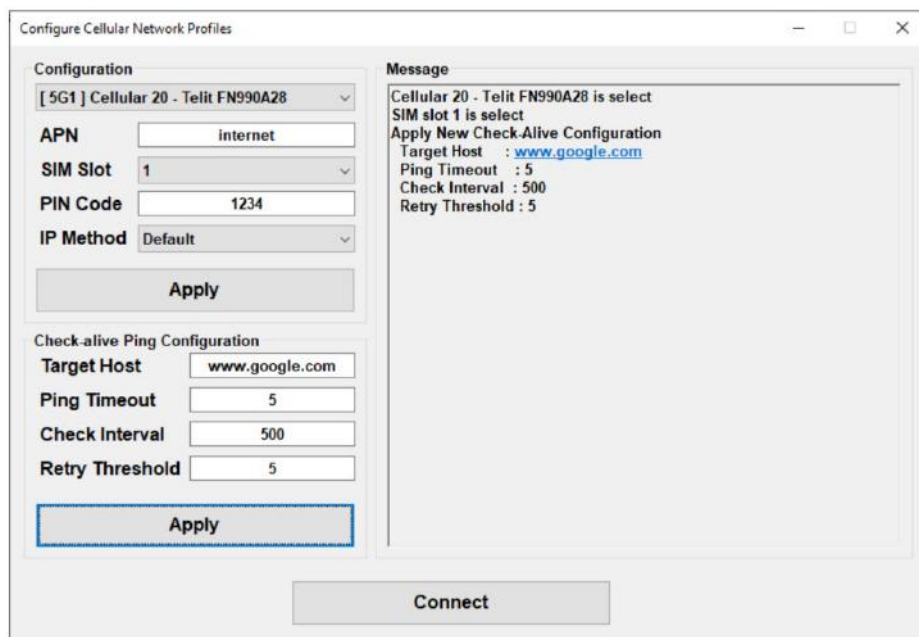 Configure Cellular Network Profiles
Configuration
[ 5G1 ] Cellular 20 - Telit FN990A28
APN internet
SIM Slot 1
PIN Code 1234
IP Method Default
Apply
Check-alive Ping Configuration
Target Host www.google.com
Ping Timeout 5
Check Interval 500
Retry Threshold 5
Apply
Message
Cellular 20 - Telit FN990A28 is select
SIM slot 1 is select
Apply New Check-Alive Configuration
Target Host : www.google.com
Ping Timeout : 5
Check Interval : 500
Retry Threshold : 5
Connect